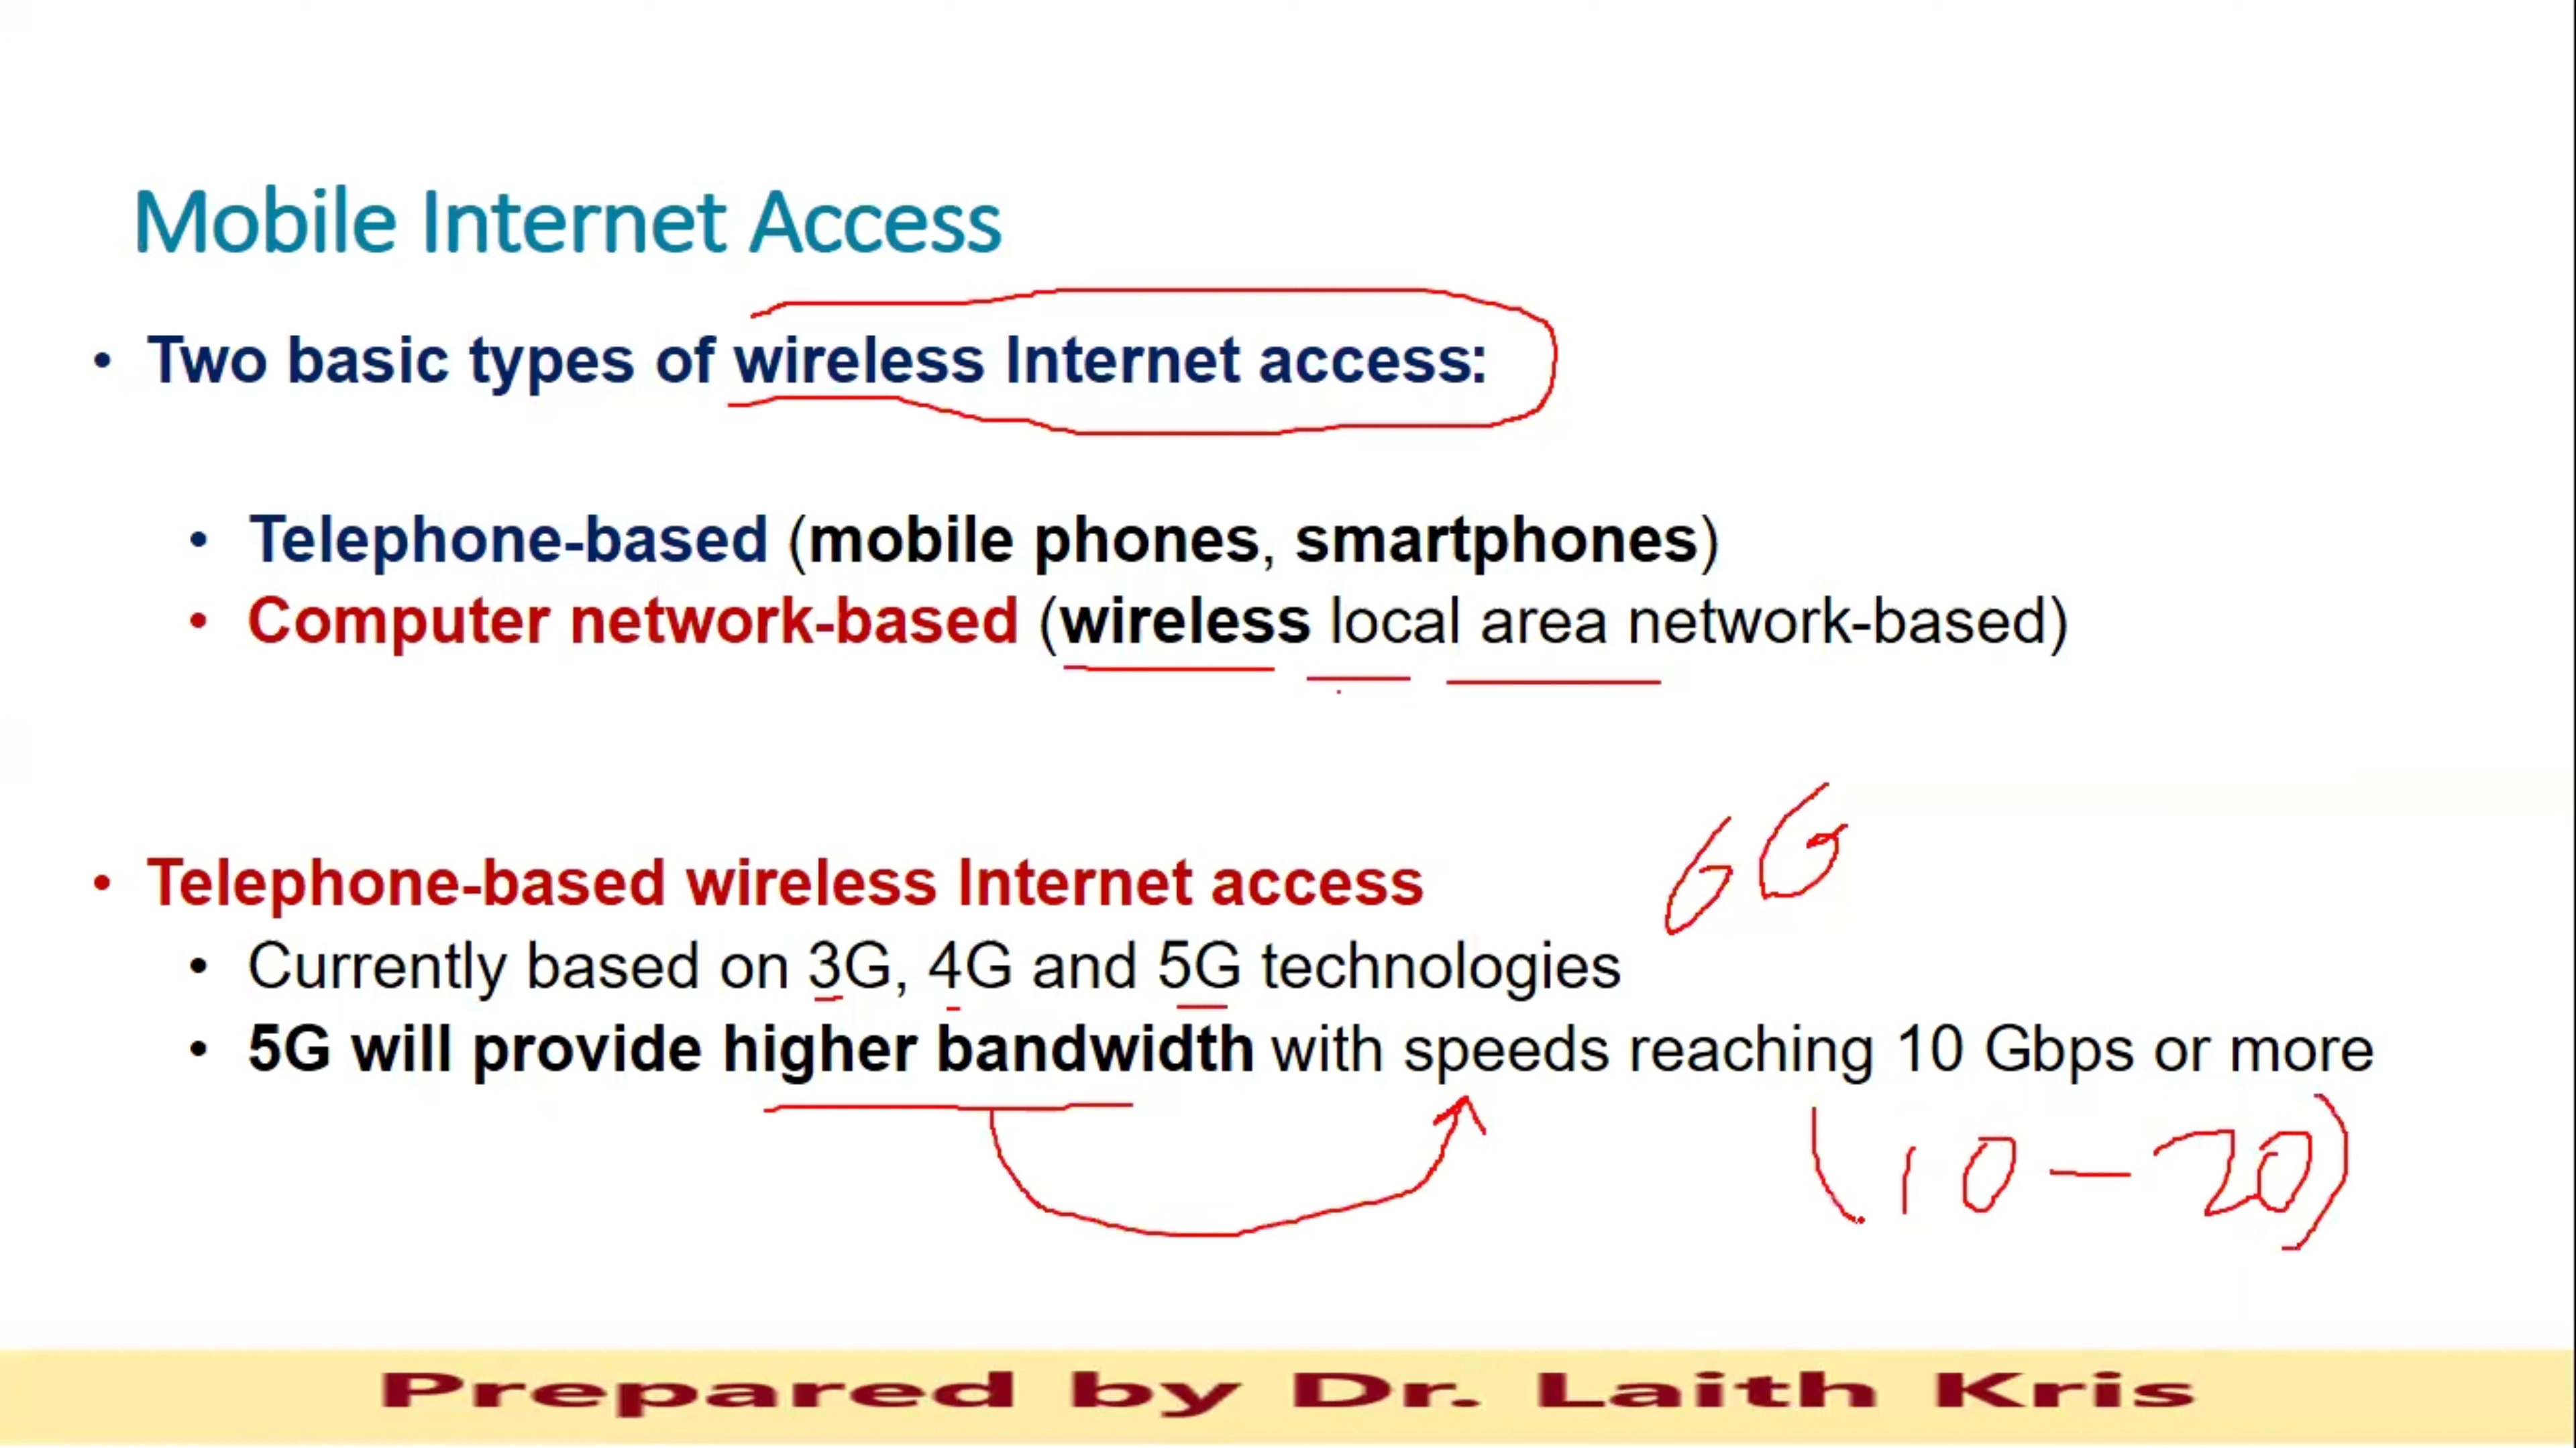 Mobile Internet Access
• Two basic types of wireless Internet access:
• Telephone-based (mobile phones, smartphones)
• Computer network-based (wireless local area network-based)
6G
• Telephone-based wireless Internet access
• Currently based on 3G, 4G and 5G technologies
• 5G will provide higher bandwidth with speeds reaching 10 Gbps or more
(10-20)
Prepared by Dr. Laith Kris